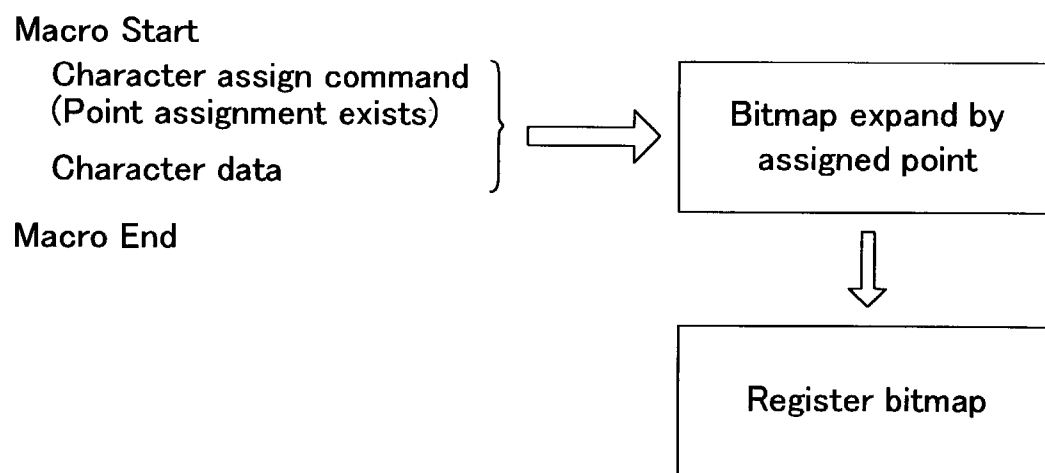 Macro Start
Character assign command
(Point assignment exists)
Character data
Macro End
Bitmap expand by
assigned point
Register bitmap